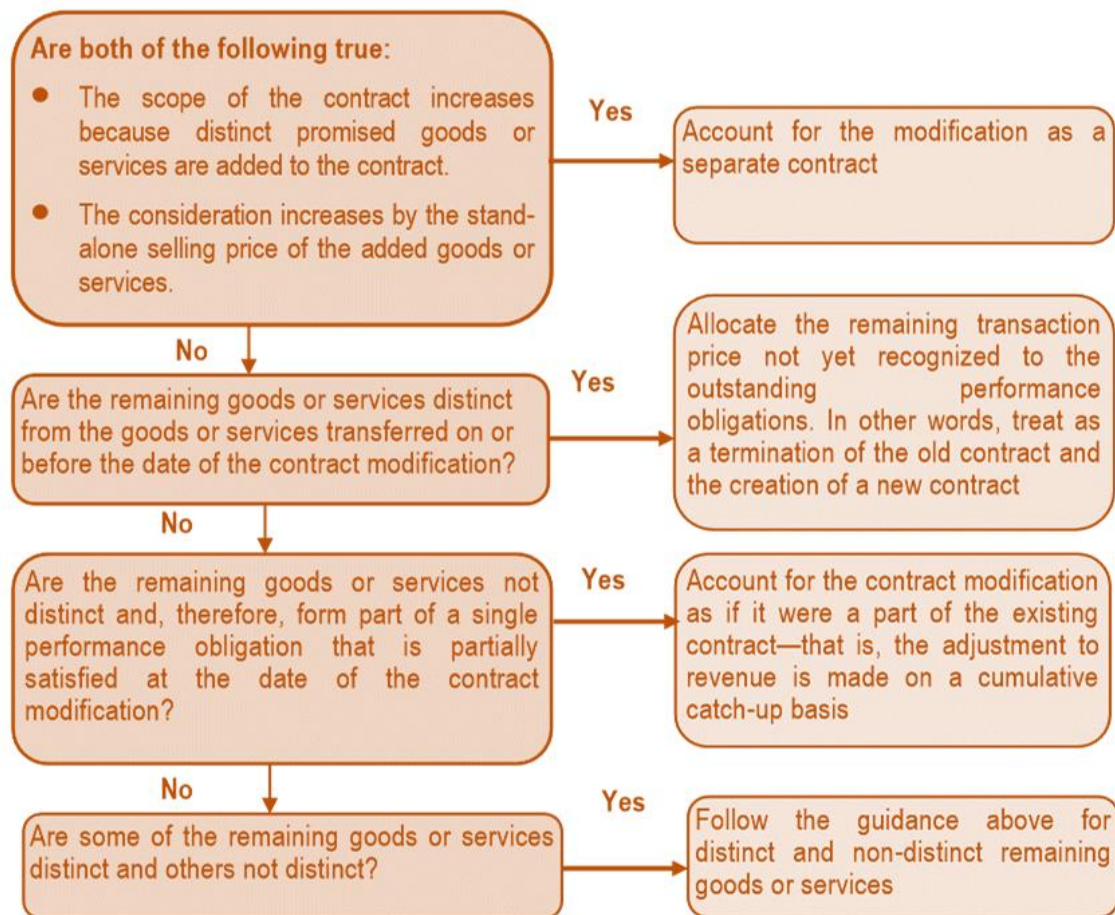 Are both of the following true:
● The scope of the contract increases
because distinct promised goods or
services are added to the contract.
● The consideration increases by the stand-
alone selling price of the added goods or
services.
Yes
Account for the modification as a
separate contract
No
Are the remaining goods or services distinct
from the goods or services transferred on or
before the date of the contract modification?
Yes
Allocate the remaining transaction
price not yet recognized to the
outstanding performance
obligations. In other words, treat as
a termination of the old contract and
the creation of a new contract
No
Are the remaining goods or services not
distinct and, therefore, form part of a single
performance obligation that is partially
satisfied at the date of the contract
modification?
Yes
Account for the contract modification
as if it were a part of the existing
contract—that is, the adjustment to
revenue is made on a cumulative
catch-up basis
No
Are some of the remaining goods or services
distinct and others not distinct?
Yes
Follow the guidance above for
distinct and non-distinct remaining
goods or services